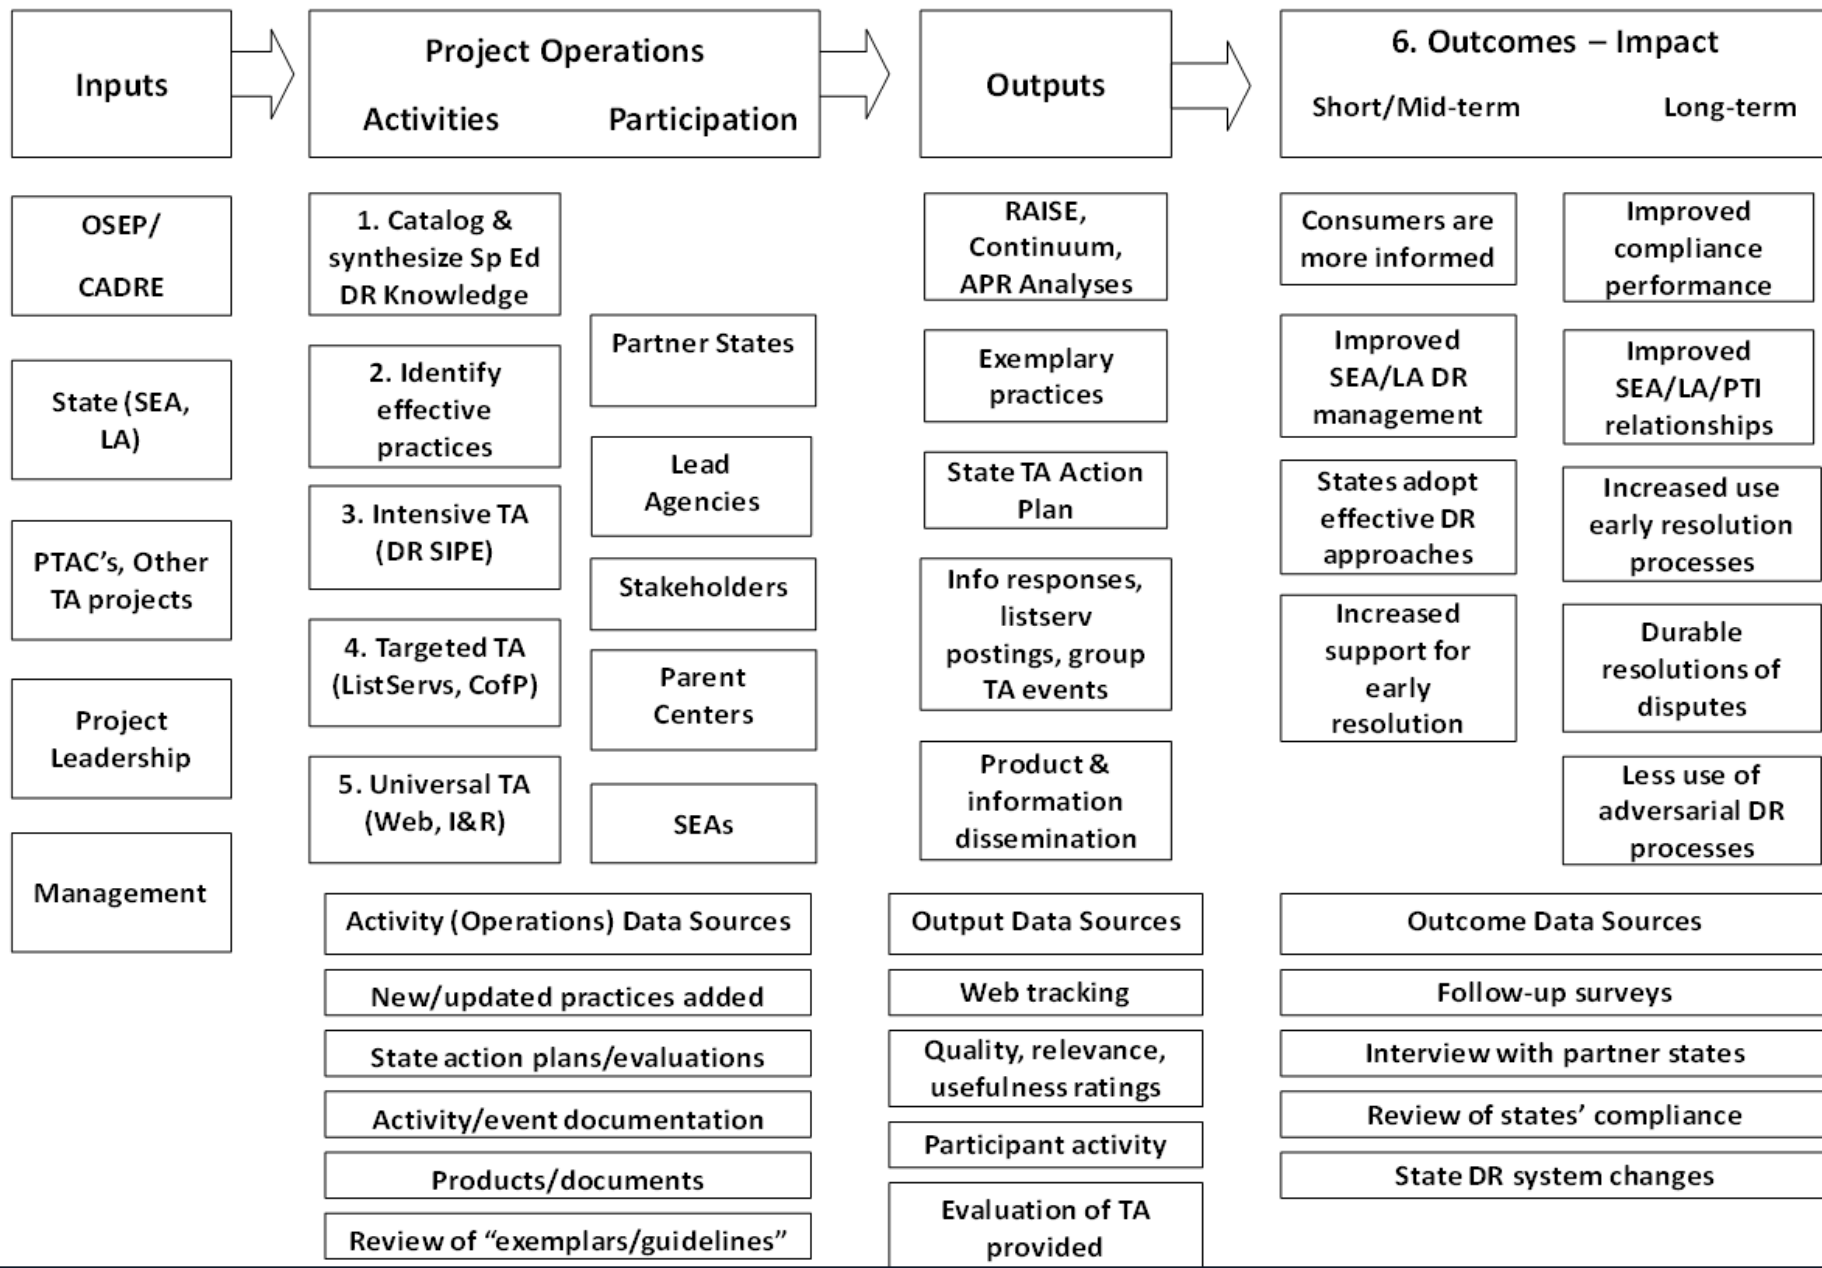 Inputs
Project Operations
Activities
Participation
Outputs
6. Outcomes – Impact
Short/Mid-term
Long-term
OSEP/
CADRE
State (SEA,
LA)
PTAC’s, Other
TA projects
Project
Leadership
Management
1. Catalog &
synthesize Sp Ed
DR Knowledge
2. Identify
effective
practices
3. Intensive TA
(DR SIPE)
4. Targeted TA
(ListServs, CofP)
5. Universal TA
(Web, I&R)
Partner States
Lead
Agencies
Stakeholders
Parent
Centers
SEAs
RAISE,
Continuum,
APR Analyses
Exemplary
practices
State TA Action
Plan
Info responses,
listserv
postings, group
TA events
Product &
information
dissemination
Consumers are
more informed
Improved
SEA/LA DR
management
States adopt
effective DR
approaches
Increased
support for
early
resolution
Improved
compliance
performance
Improved
SEA/LA/PTI
relationships
Increased use
early resolution
processes
Durable
resolutions of
disputes
Less use of
adversarial DR
processes
Activity (Operations) Data Sources
New/updated practices added
State action plans/evaluations
Activity/event documentation
Products/documents
Review of “exemplars/guidelines”
Output Data Sources
Web tracking
Quality, relevance,
usefulness ratings
Participant activity
Evaluation of TA
provided
Outcome Data Sources
Follow-up surveys
Interview with partner states
Review of states’ compliance
State DR system changes